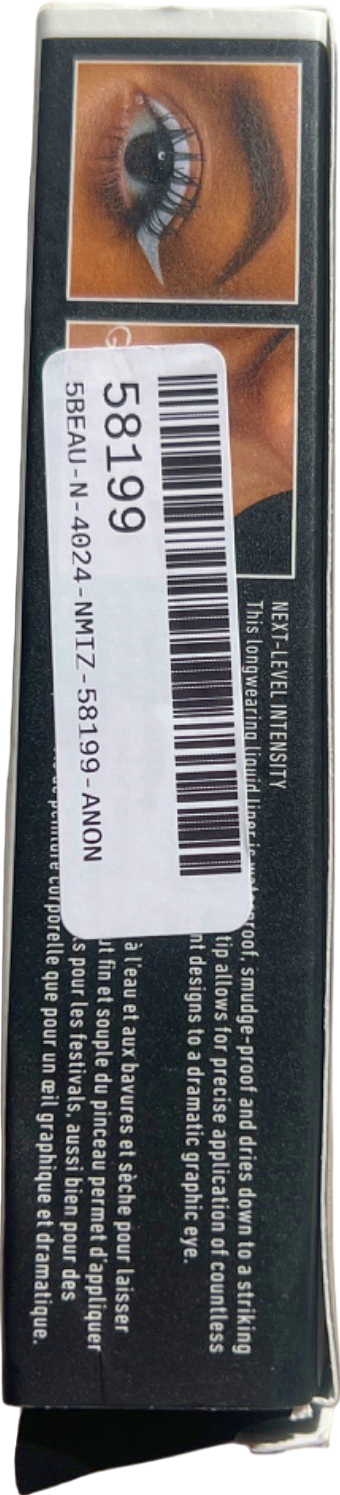 58199
5BEAU-N-4024-NMIZ-58199-ANON
NEXT-LEVEL INTENSITY
This longwearing liquid liner is waterproof, smudge-proof and dries down to a striking
tip allows for precise application of countless
designs to a dramatic graphic eye.
à l'eau et aux bavures et sèche pour laisser
fin et souple du pinceau permet d'appliquer
pour les festivals, aussi bien pour des
peinture corporelle que pour un œil graphique et dramatique.